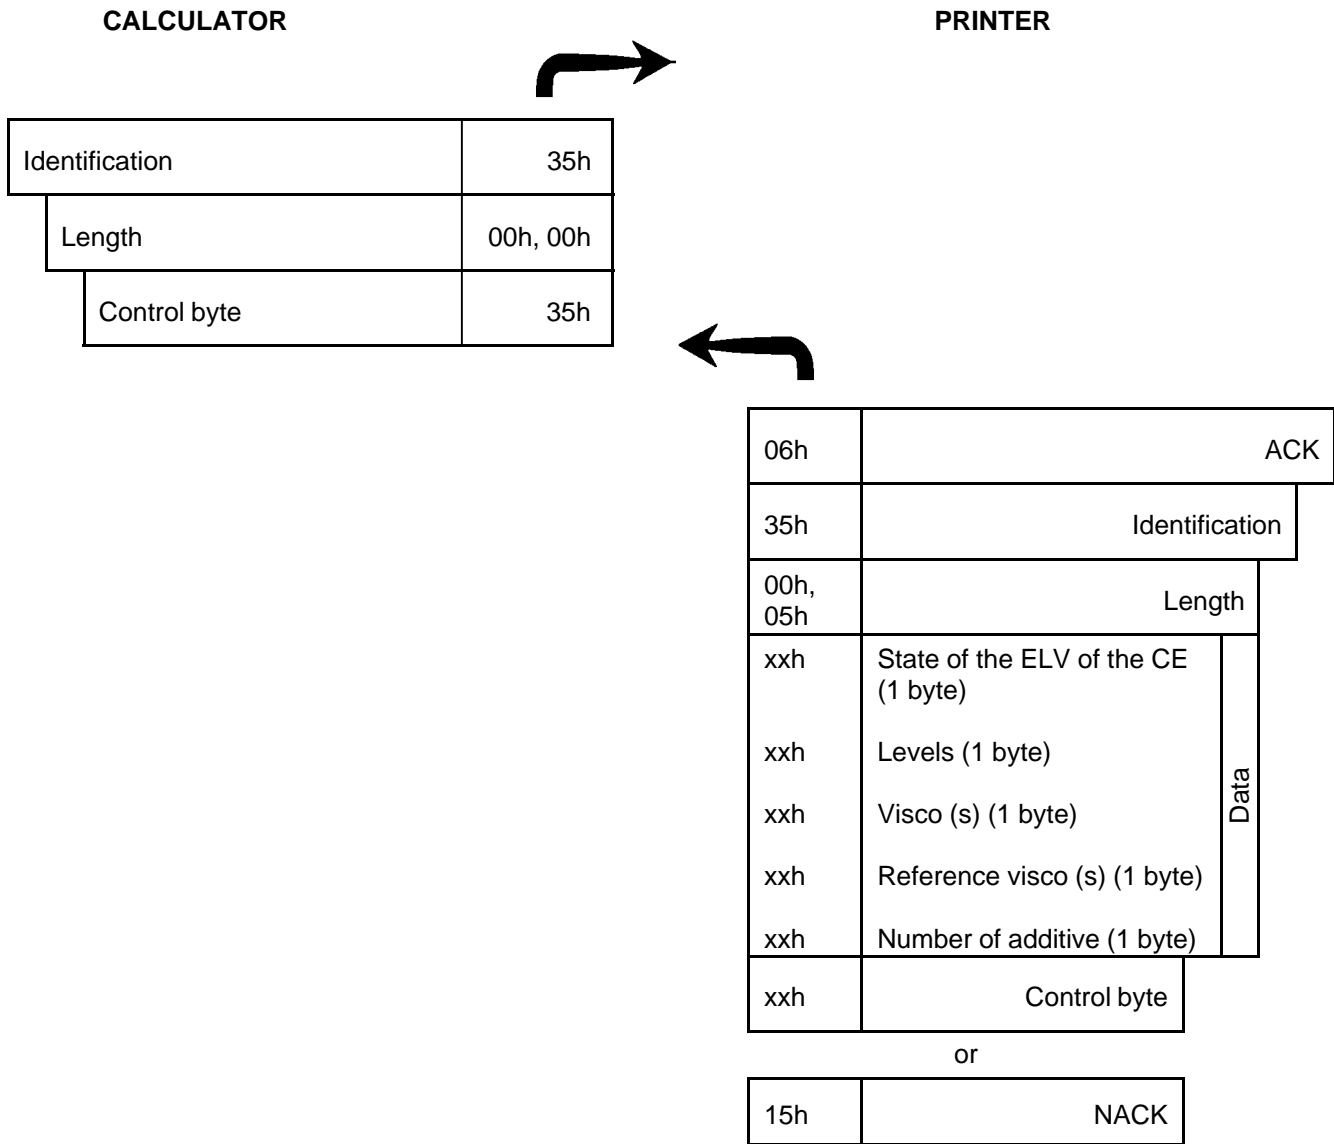 CALCULATOR PRINTER
Identification 35h
Length 00h, 00h
Control byte 35h
06h ACK
35h Identification
00h,
05h Length
xxh State of the ELV of the CE
(1 byte)
xxh Levels (1 byte)
xxh Visco (s) (1 byte)
xxh Reference visco (s) (1 byte)
xxh Number of additive (1 byte)
Data
xxh Control byte
or
15h NACK